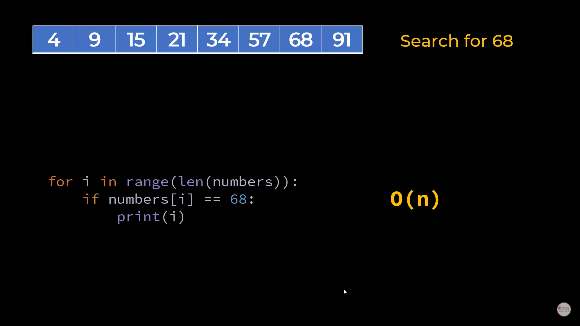 4 9 15 21 34 57 68 91
Search for 68
for i in range(len(numbers)):
    if numbers[i] == 68:
        print(i)
O(n)